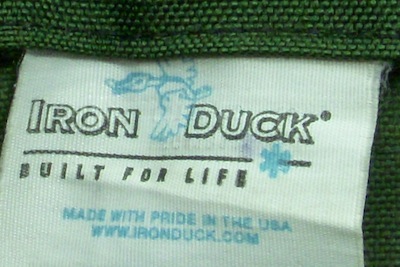 IRON DUCK®
BUILT FOR LIFE
MADE WITH PRIDE IN THE USA
WWW.IRONDUCK.COM